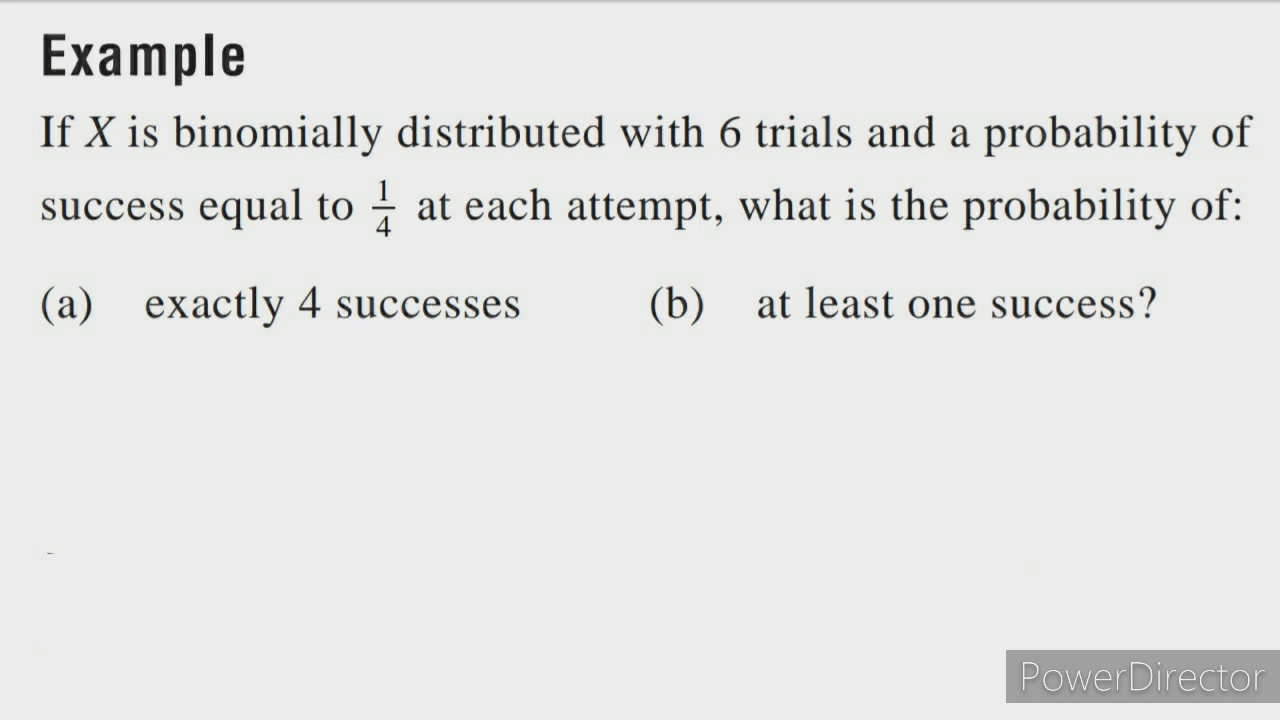 Example
If X is binomially distributed with 6 trials and a probability of
success equal to 1/4 at each attempt, what is the probability of:
(a) exactly 4 successes (b) at least one success?
PowerDirector